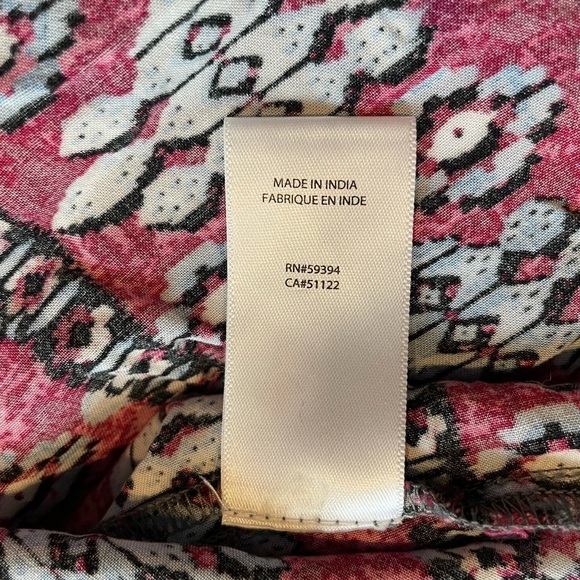 MADE IN INDIA
FABRIQUE EN INDE
RN#59394
CA#51122